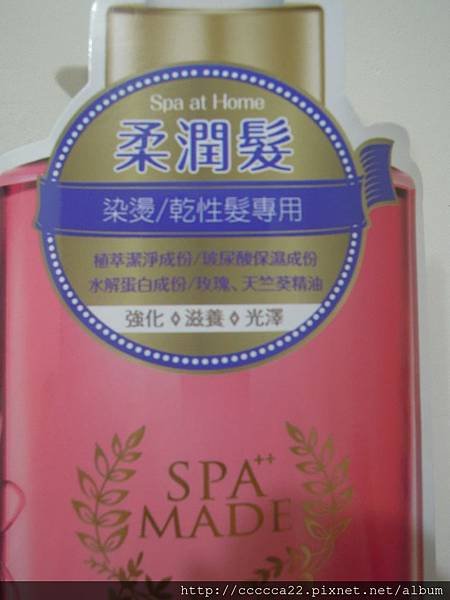 Spa at Home
柔潤髮
染燙/乾性髮專用
植萃潔淨成份/玻尿酸保濕成份
水解蛋白成份/玫瑰、天竺葵精油
強化◇滋養◇光澤
SPA++
MADE
http://ccccca22.pixnet.net/album